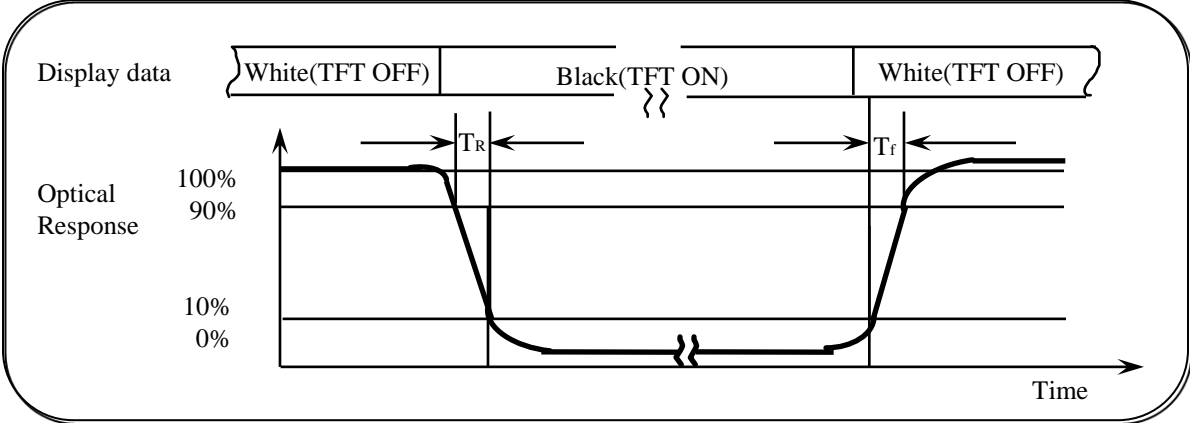 Display data
White(TFT OFF)
Black(TFT ON)
White(TFT OFF)
TR
Tf
Optical
Response
100%
90%
10%
0%
Time